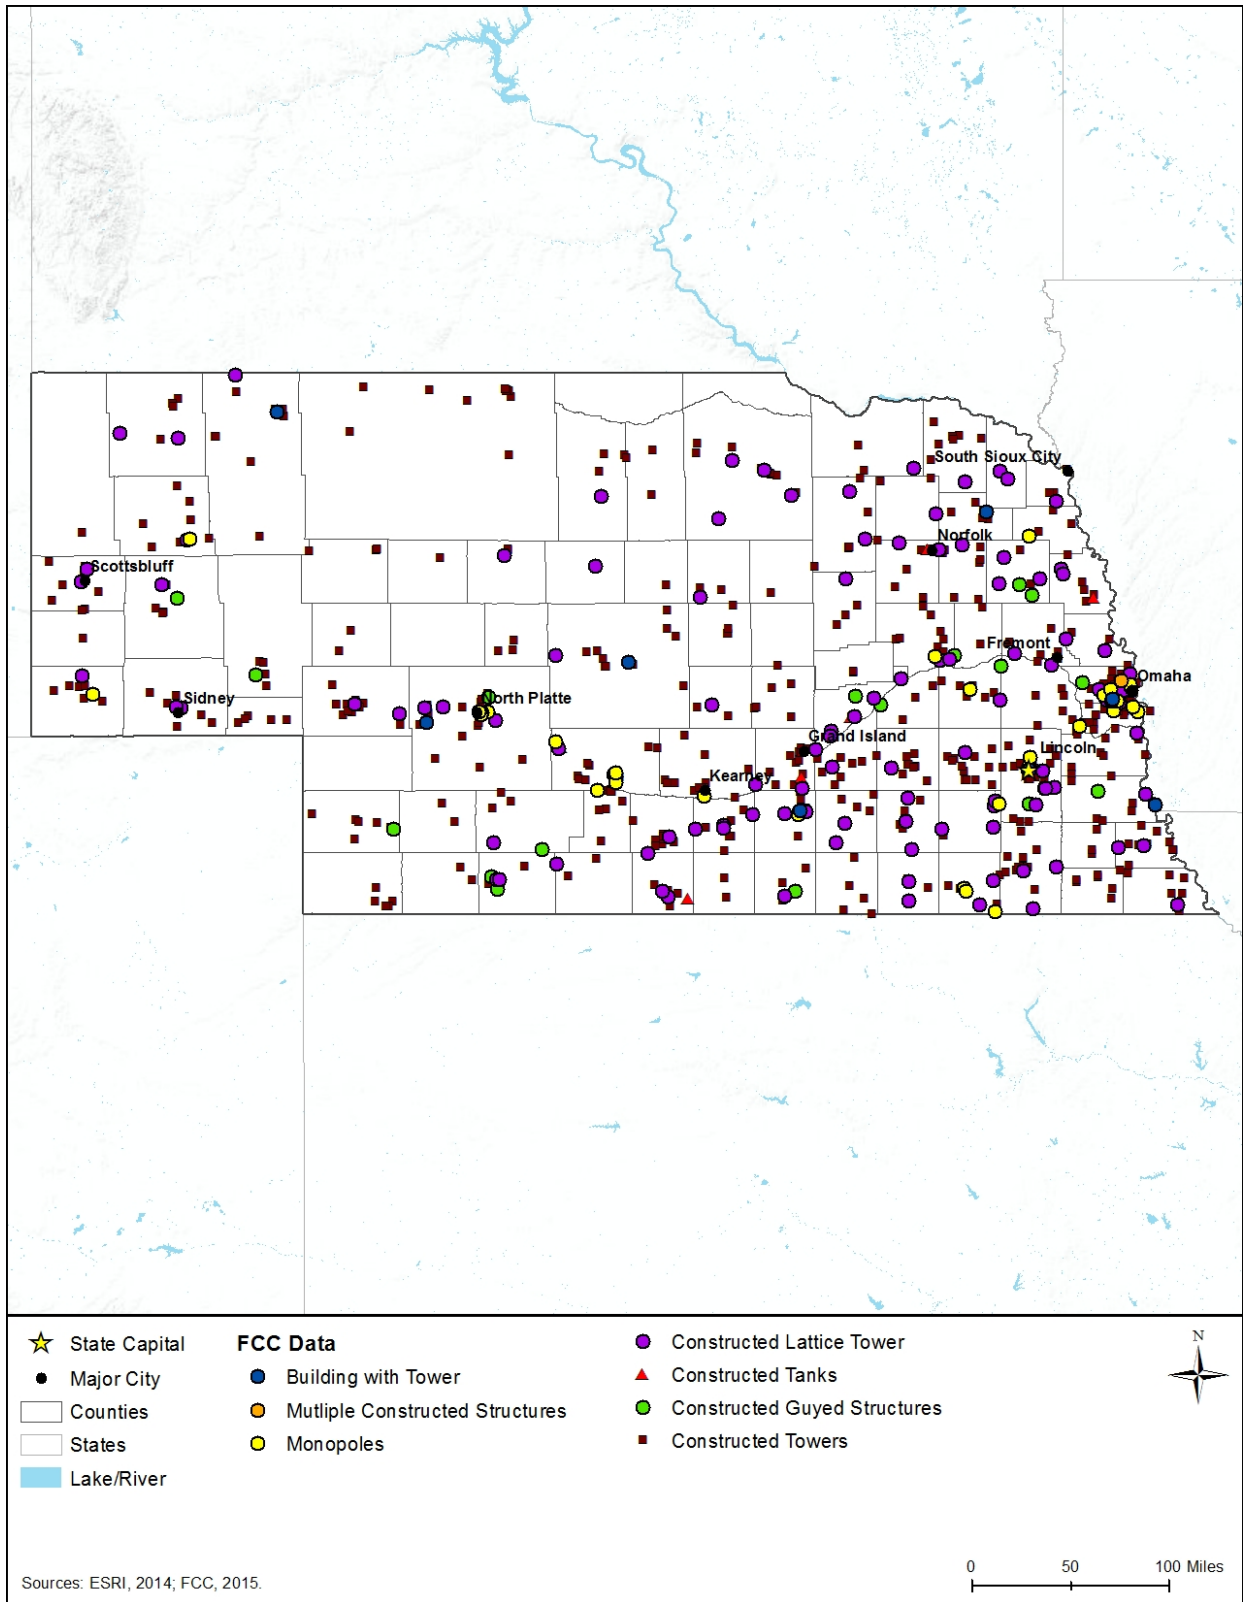 South Sioux City
Norfolk
Scottsbluff
Fremont
Omaha
Sidney
North Platte
Grand Island
Lincoln
Kearney
State Capital
Major City
Counties
States
Lake/River
FCC Data
Building with Tower
Mutliple Constructed Structures
Monopoles
Constructed Lattice Tower
Constructed Tanks
Constructed Guyed Structures
Constructed Towers
N
Sources: ESRI, 2014; FCC, 2015.
0 50 100 Miles